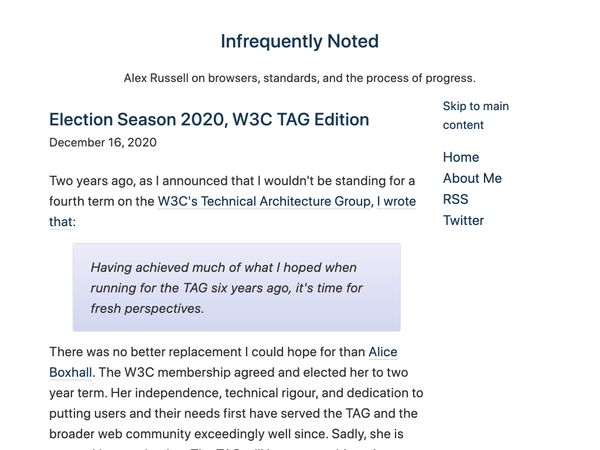 Infrequently Noted
Alex Russell on browsers, standards, and the process of progress.
Election Season 2020, W3C TAG Edition
December 16, 2020
Two years ago, as I announced that I wouldn't be standing for a
fourth term on the W3C's Technical Architecture Group, I wrote
that:
Having achieved much of what I hoped when
running for the TAG six years ago, it's time for
fresh perspectives.
There was no better replacement I could hope for than Alice
Boxhall. The W3C membership agreed and elected her to two
year term. Her independence, technical rigour, and dedication to
putting users and their needs first have served the TAG and the
broader web community exceedingly well since. Sadly, she is
Skip to main
content
Home
About Me
RSS
Twitter